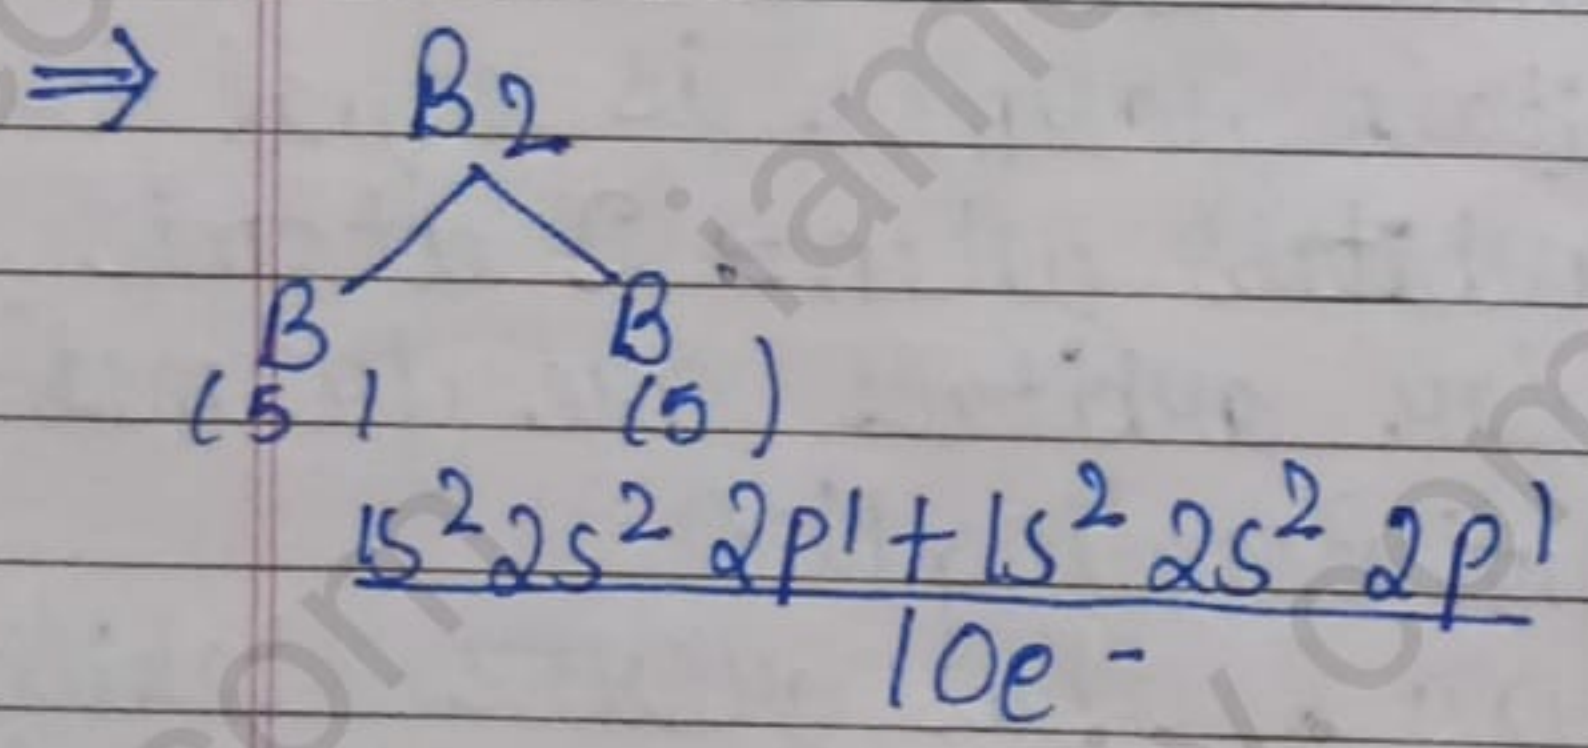 ⇒ B2
B B
(5) (5)
1s² 2s² 2p¹ + 1s² 2s² 2p¹
10e-